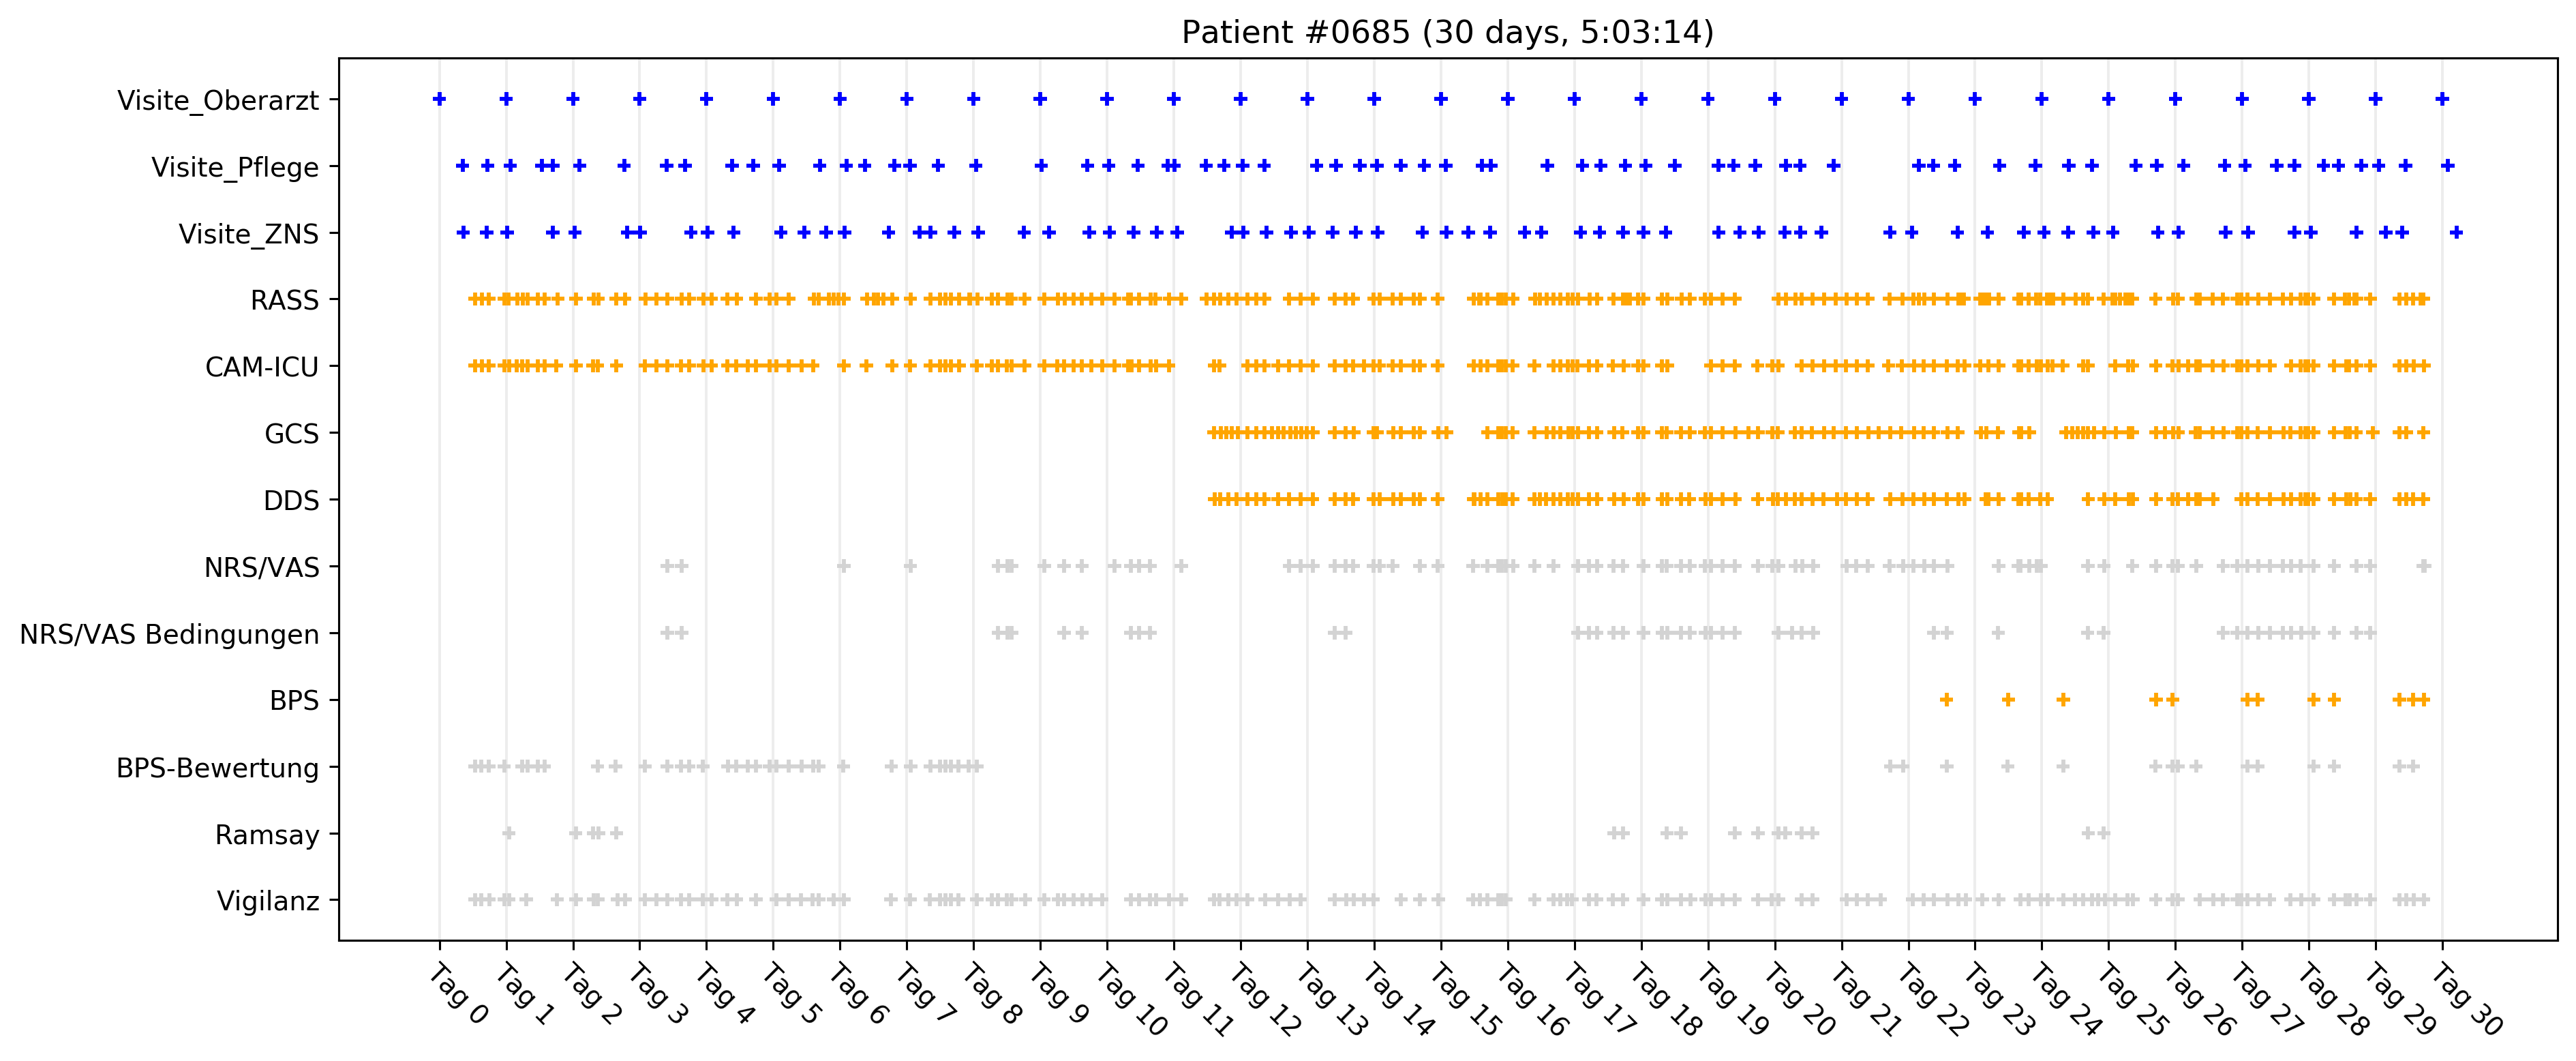 Patient #0685 (30 days, 5:03:14)
Visite_Oberarzt
Visite_Pflege
Visite_ZNS
RASS
CAM-ICU
GCS
DDS
NRS/VAS
NRS/VAS Bedingungen
BPS
BPS-Bewertung
Ramsay
Vigilanz
Tag 0
Tag 1
Tag 2
Tag 3
Tag 4
Tag 5
Tag 6
Tag 7
Tag 8
Tag 9
Tag 10
Tag 11
Tag 12
Tag 13
Tag 14
Tag 15
Tag 16
Tag 17
Tag 18
Tag 19
Tag 20
Tag 21
Tag 22
Tag 23
Tag 24
Tag 25
Tag 26
Tag 27
Tag 28
Tag 29
Tag 30